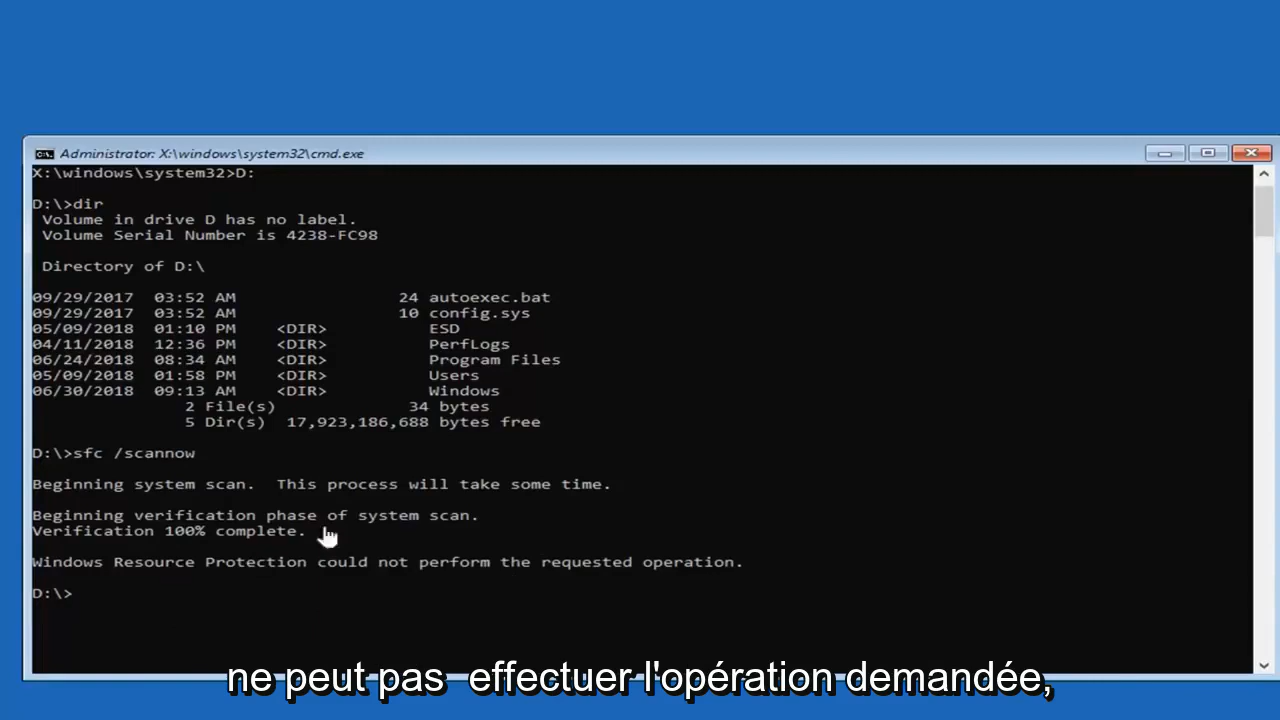 Administrator: X:\windows\system32\cmd.exe
X:\windows\system32>D:
D:\>dir
Volume in drive D has no label.
Volume Serial Number is 4238-FC98
Directory of D:\
09/29/2017 03:52 AM 24 autoexec.bat
09/29/2017 03:52 AM 10 config.sys
05/09/2018 01:10 PM <DIR> ESD
04/11/2018 12:36 PM <DIR> PerfLogs
06/24/2018 08:34 AM <DIR> Program Files
05/09/2018 01:58 PM <DIR> Users
06/30/2018 09:13 AM <DIR> Windows
2 File(s) 34 bytes
5 Dir(s) 17,923,186,688 bytes free
D:\>sfc /scannow
Beginning system scan. This process will take some time.
Beginning verification phase of system scan.
Verification 100% complete.
Windows Resource Protection could not perform the requested operation.
D:\>
ne peut pas effectuer l'opération demandée,